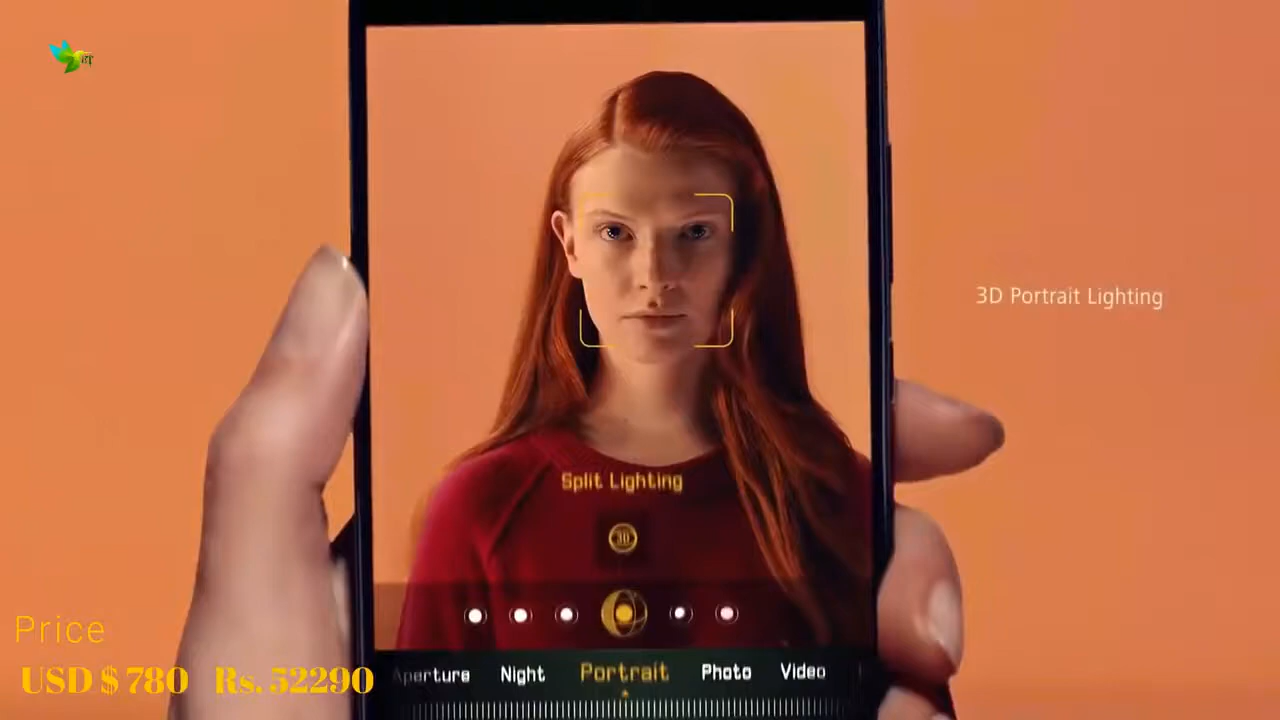 3D Portrait Lighting
Split Lighting
3D
Aperture Night Portrait Photo Video
Price
USD $ 780 Rs. 52290